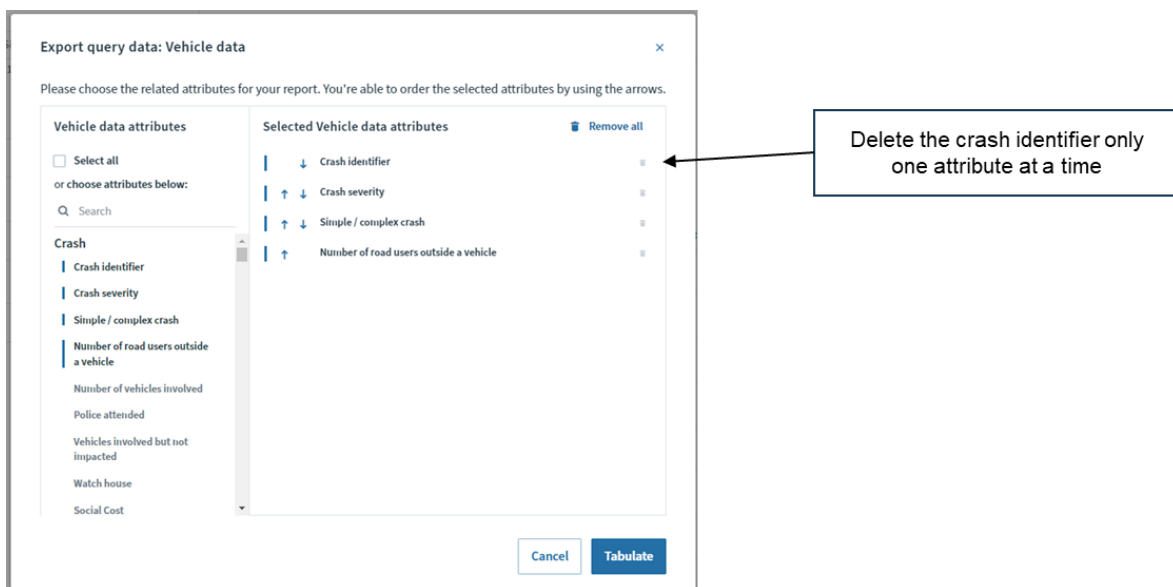 Export query data: Vehicle data
Please choose the related attributes for your report. You're able to order the selected attributes by using the arrows.
Vehicle data attributes
Select all
or choose attributes below:
Search
Crash
Crash identifier
Crash severity
Simple / complex crash
Number of road users outside
a vehicle
Number of vehicles involved
Police attended
Vehicles involved but not
impacted
Watch house
Social Cost
Selected Vehicle data attributes
Remove all
Crash identifier
Crash severity
Simple / complex crash
Number of road users outside a vehicle
Cancel
Tabulate
Delete the crash identifier only
one attribute at a time